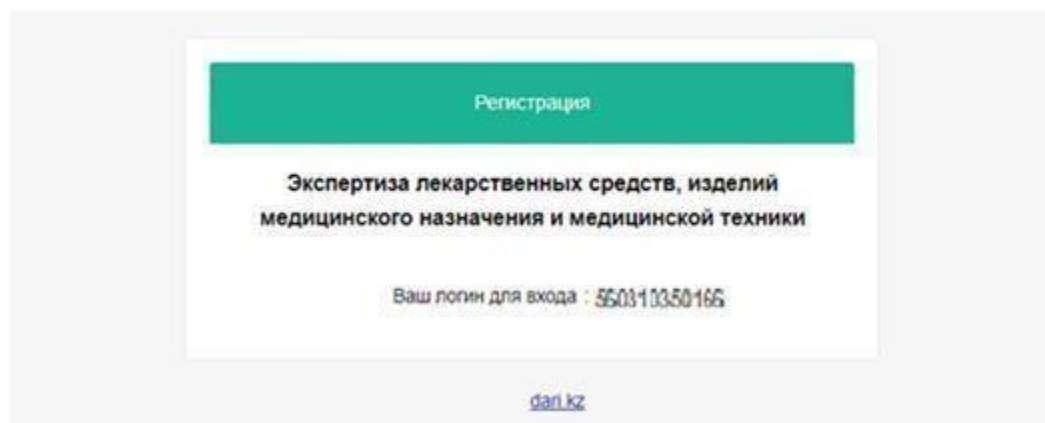 Регистрация
Экспертиза лекарственных средств, изделий
медицинского назначения и медицинской техники
Ваш логин для входа :
dari.kz